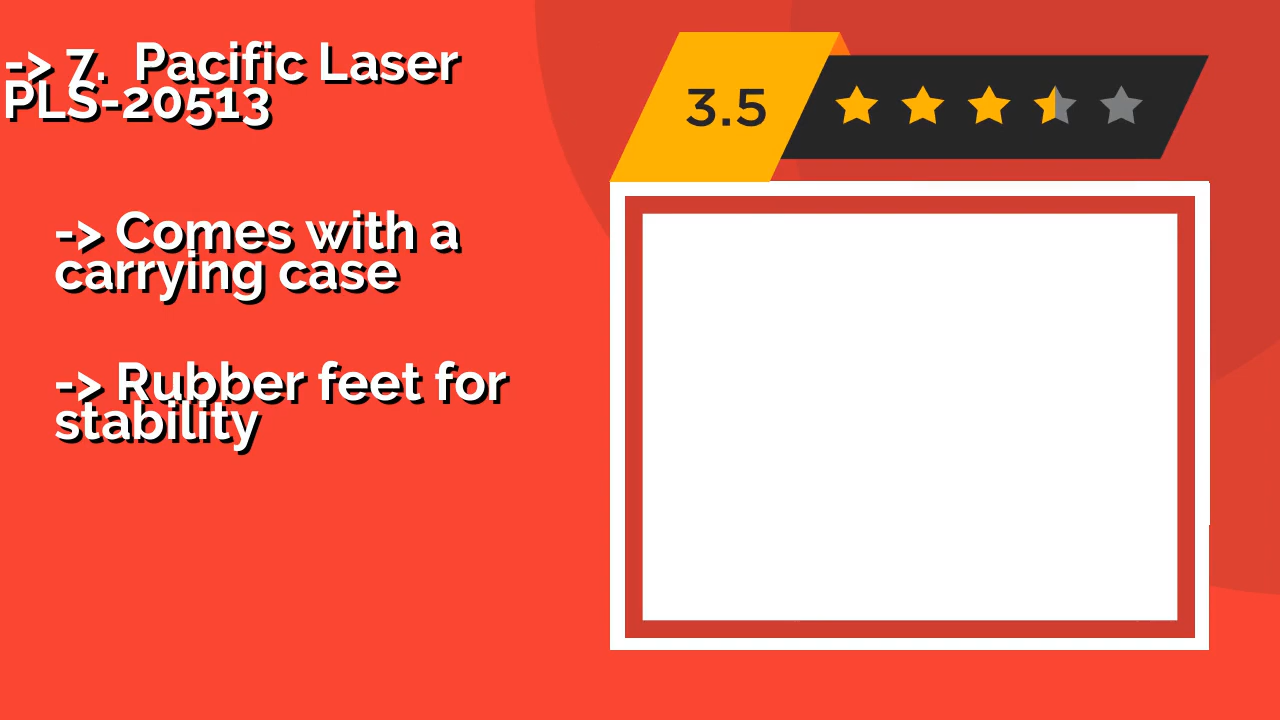 -> 7.  Pacific Laser
PLS-20513
3.5
-> Comes with a
carrying case
-> Rubber feet for
stability